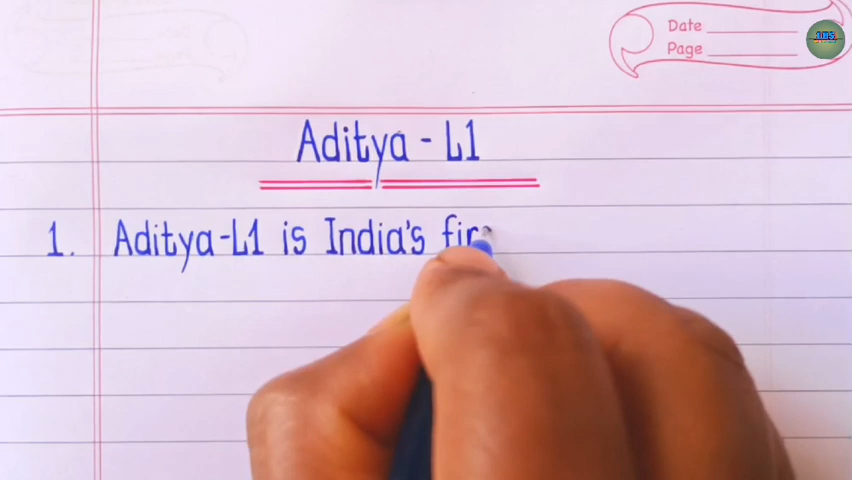 Date
Page
Aditya - L1
1. Aditya-L1 is India's fir